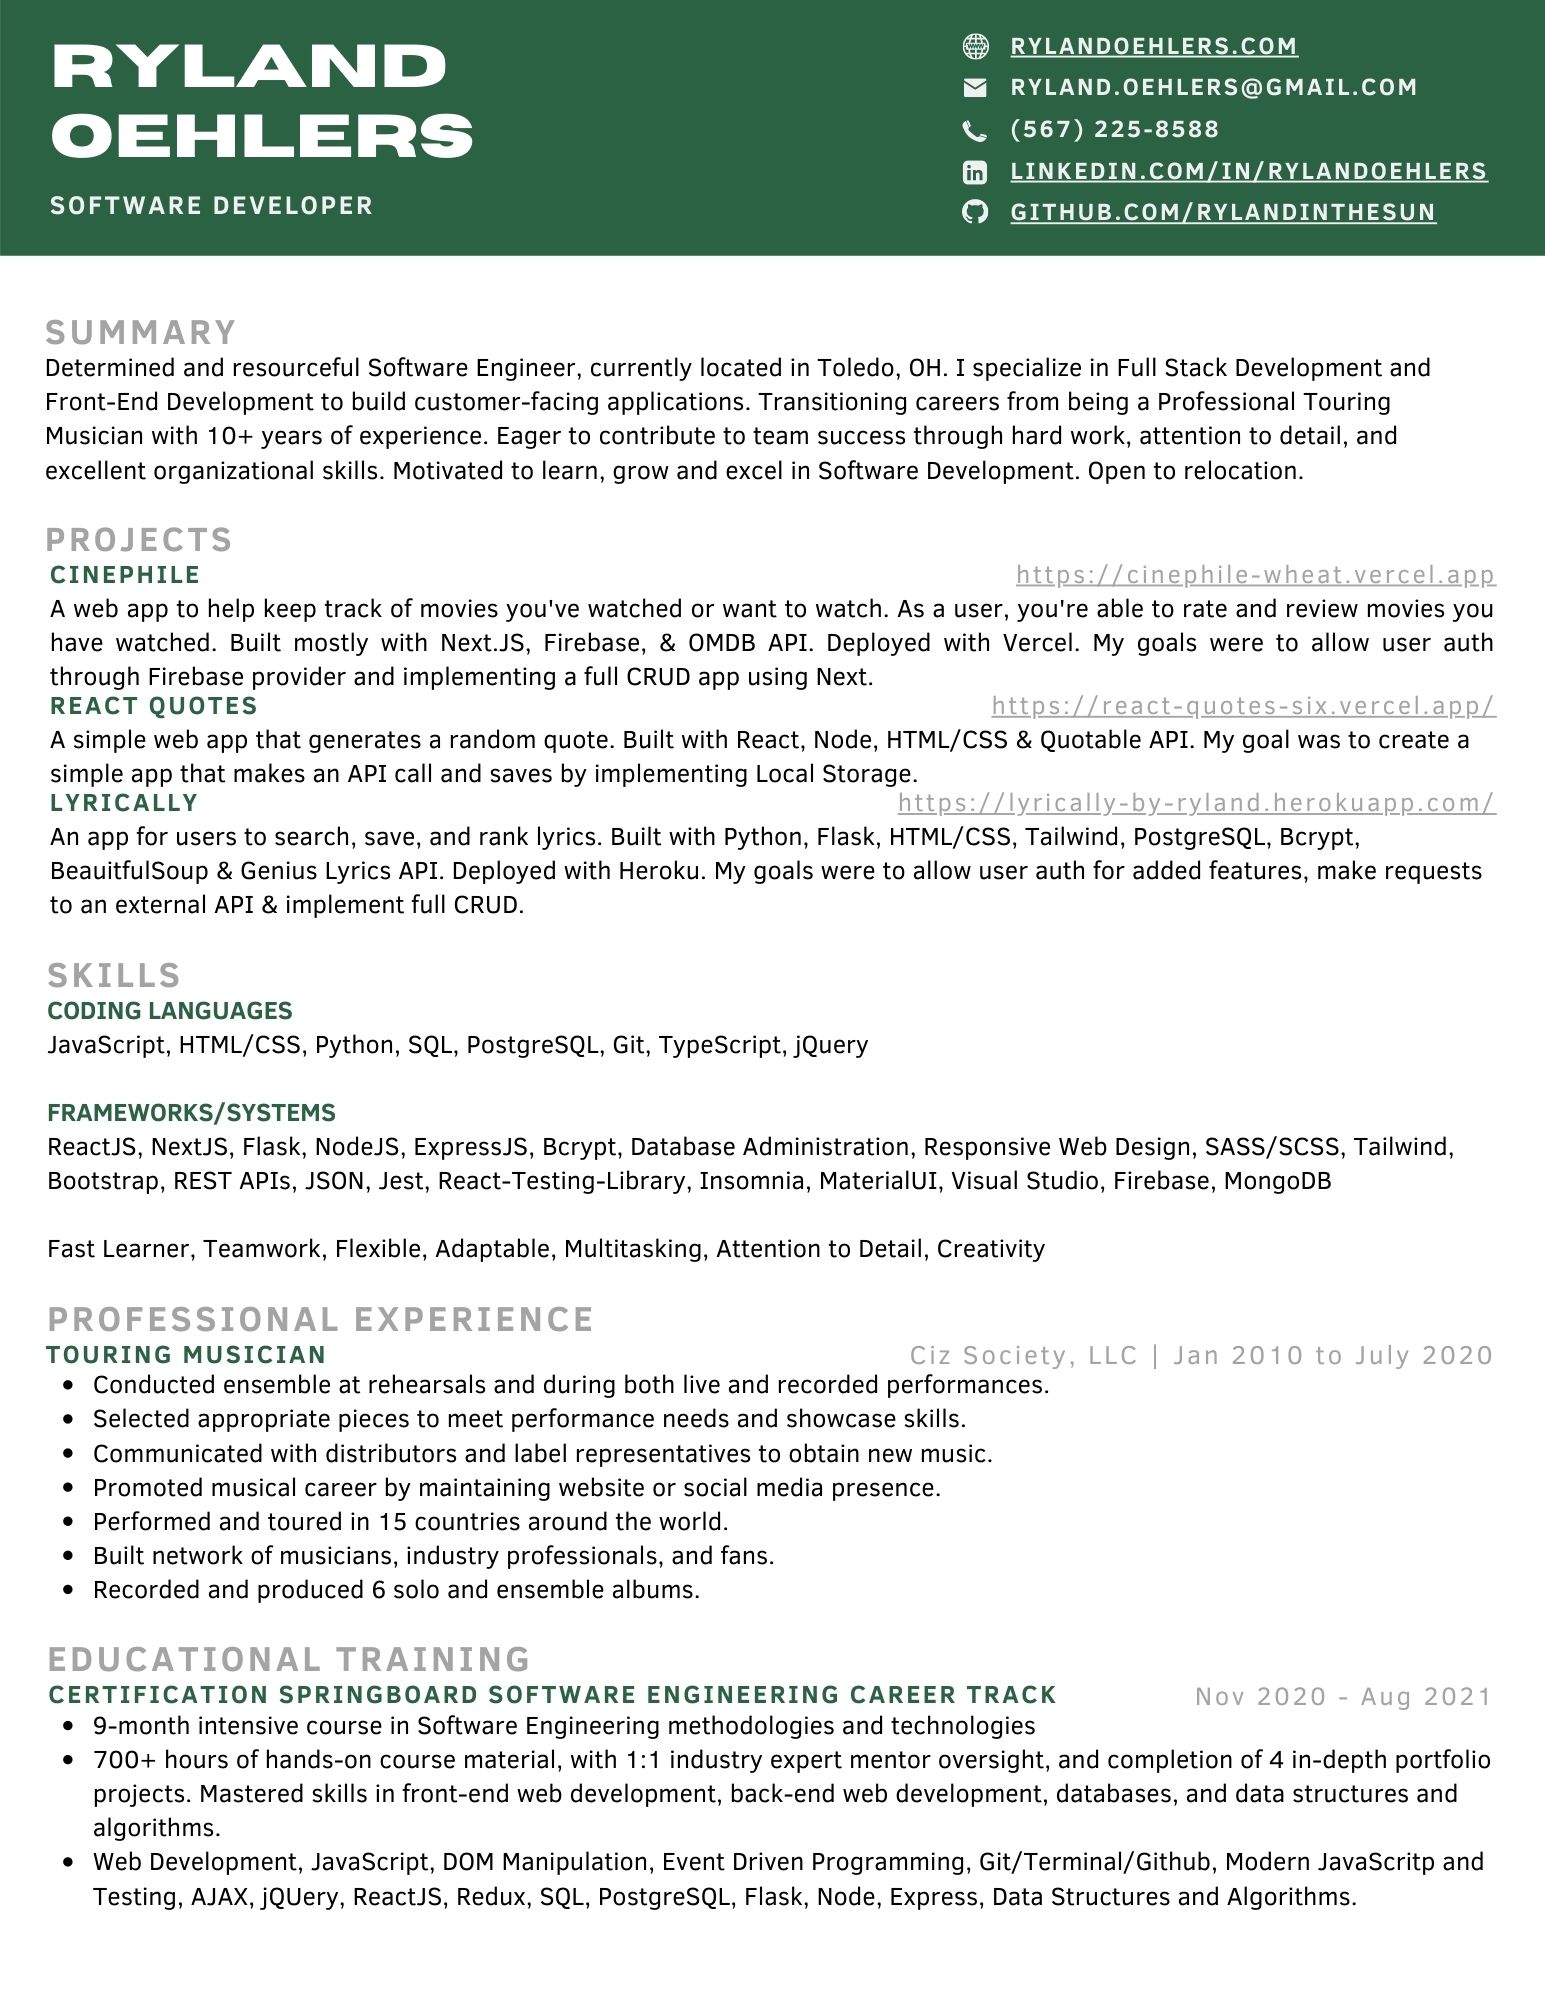 RYLAND
OEHLERS
SOFTWARE DEVELOPER
RYLANDOEHLERS.COM
RYLAND.OEHLERS@GMAIL.COM
(567) 225-8588
LINKEDIN.COM/IN/RYLANDOEHLERS
GITHUB.COM/RYLANDINTHESUN
SUMMARY
Determined and resourceful Software Engineer, currently located in Toledo, OH. I specialize in Full Stack Development and
Front-End Development to build customer-facing applications. Transitioning careers from being a Professional Touring
Musician with 10+ years of experience. Eager to contribute to team success through hard work, attention to detail, and
excellent organizational skills. Motivated to learn, grow and excel in Software Development. Open to relocation.
PROJECTS
CINEPHILE https://cinephile-wheat.vercel.app
A web app to help keep track of movies you've watched or want to watch. As a user, you're able to rate and review movies you
have watched. Built mostly with Next.JS, Firebase, & OMDB API. Deployed with Vercel. My goals were to allow user auth
through Firebase provider and implementing a full CRUD app using Next.
REACT QUOTES https://react-quotes-six.vercel.app/
A simple web app that generates a random quote. Built with React, Node, HTML/CSS & Quotable API. My goal was to create a
simple app that makes an API call and saves by implementing Local Storage.
LYRICALLY https://lyrically-by-ryland.herokuapp.com/
An app for users to search, save, and rank lyrics. Built with Python, Flask, HTML/CSS, Tailwind, PostgreSQL, Bcrypt,
BeauitfulSoup & Genius Lyrics API. Deployed with Heroku. My goals were to allow user auth for added features, make requests
to an external API & implement full CRUD.
SKILLS
CODING LANGUAGES
JavaScript, HTML/CSS, Python, SQL, PostgreSQL, Git, TypeScript, jQuery
FRAMEWORKS/SYSTEMS
ReactJS, NextJS, Flask, NodeJS, ExpressJS, Bcrypt, Database Administration, Responsive Web Design, SASS/SCSS, Tailwind,
Bootstrap, REST APIs, JSON, Jest, React-Testing-Library, Insomnia, MaterialUI, Visual Studio, Firebase, MongoDB
Fast Learner, Teamwork, Flexible, Adaptable, Multitasking, Attention to Detail, Creativity
PROFESSIONAL EXPERIENCE
TOURING MUSICIAN Ciz Society, LLC | Jan 2010 to July 2020
• Conducted ensemble at rehearsals and during both live and recorded performances.
• Selected appropriate pieces to meet performance needs and showcase skills.
• Communicated with distributors and label representatives to obtain new music.
• Promoted musical career by maintaining website or social media presence.
• Performed and toured in 15 countries around the world.
• Built network of musicians, industry professionals, and fans.
• Recorded and produced 6 solo and ensemble albums.
EDUCATIONAL TRAINING
CERTIFICATION SPRINGBOARD SOFTWARE ENGINEERING CAREER TRACK Nov 2020 - Aug 2021
• 9-month intensive course in Software Engineering methodologies and technologies
• 700+ hours of hands-on course material, with 1:1 industry expert mentor oversight, and completion of 4 in-depth portfolio
projects. Mastered skills in front-end web development, back-end web development, databases, and data structures and
algorithms.
• Web Development, JavaScript, DOM Manipulation, Event Driven Programming, Git/Terminal/Github, Modern JavaScritp and
Testing, AJAX, jQUery, ReactJS, Redux, SQL, PostgreSQL, Flask, Node, Express, Data Structures and Algorithms.